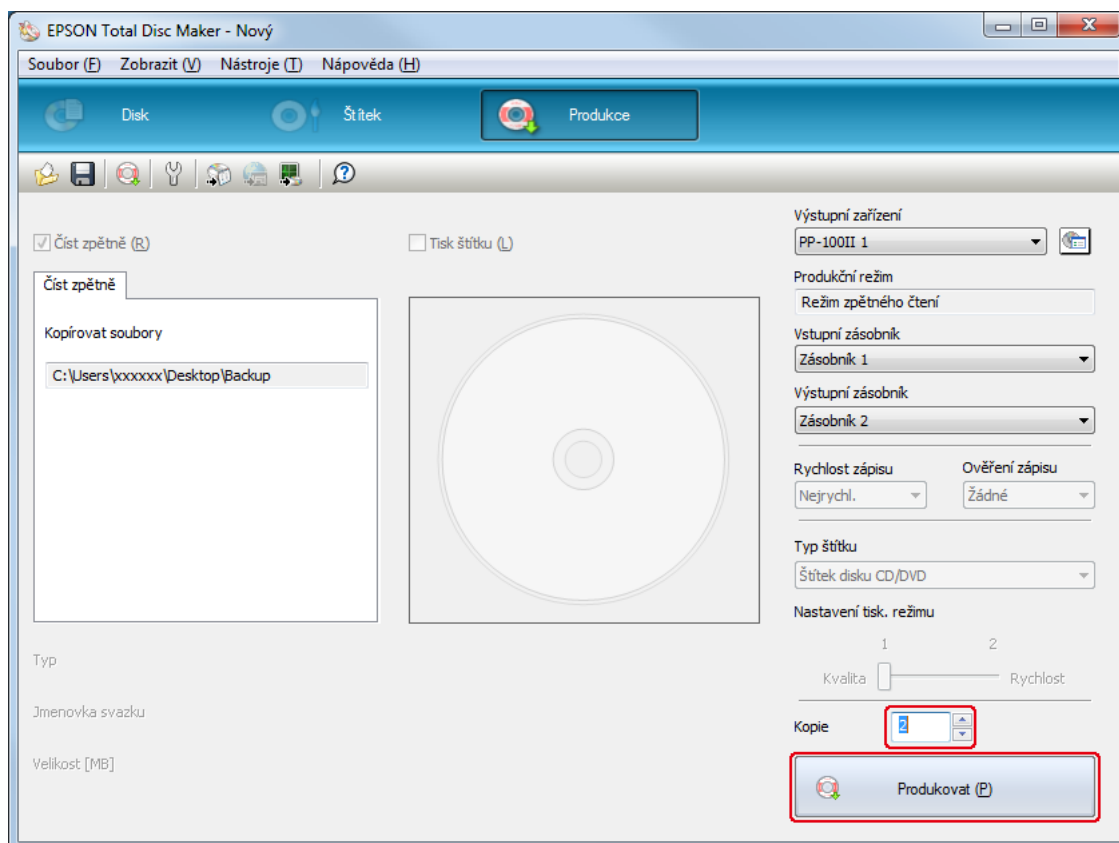 EPSON Total Disc Maker - Nový
Soubor (F) Zobrazit (V) Nástroje (T) Nápověda (H)
Disk Štítek Produkce
Číst zpětně (R)
Číst zpětně
Kopírovat soubory
C:\Users\xxxxxx\Desktop\Backup
Typ
Jmenovka svazku
Velikost [MB]
Tisk štítku (L)
Výstupní zařízení
PP-100II 1
Produkční režim
Režim zpětného čtení
Vstupní zásobník
Zásobník 1
Výstupní zásobník
Zásobník 2
Rychlost zápisu Ověření zápisu
Nejrychl. Žádné
Typ štítku
Štítek disku CD/DVD
Nastavení tisk. režimu
1 2
Kvalita Rychlost
Kopie 2
Produkovat (P)